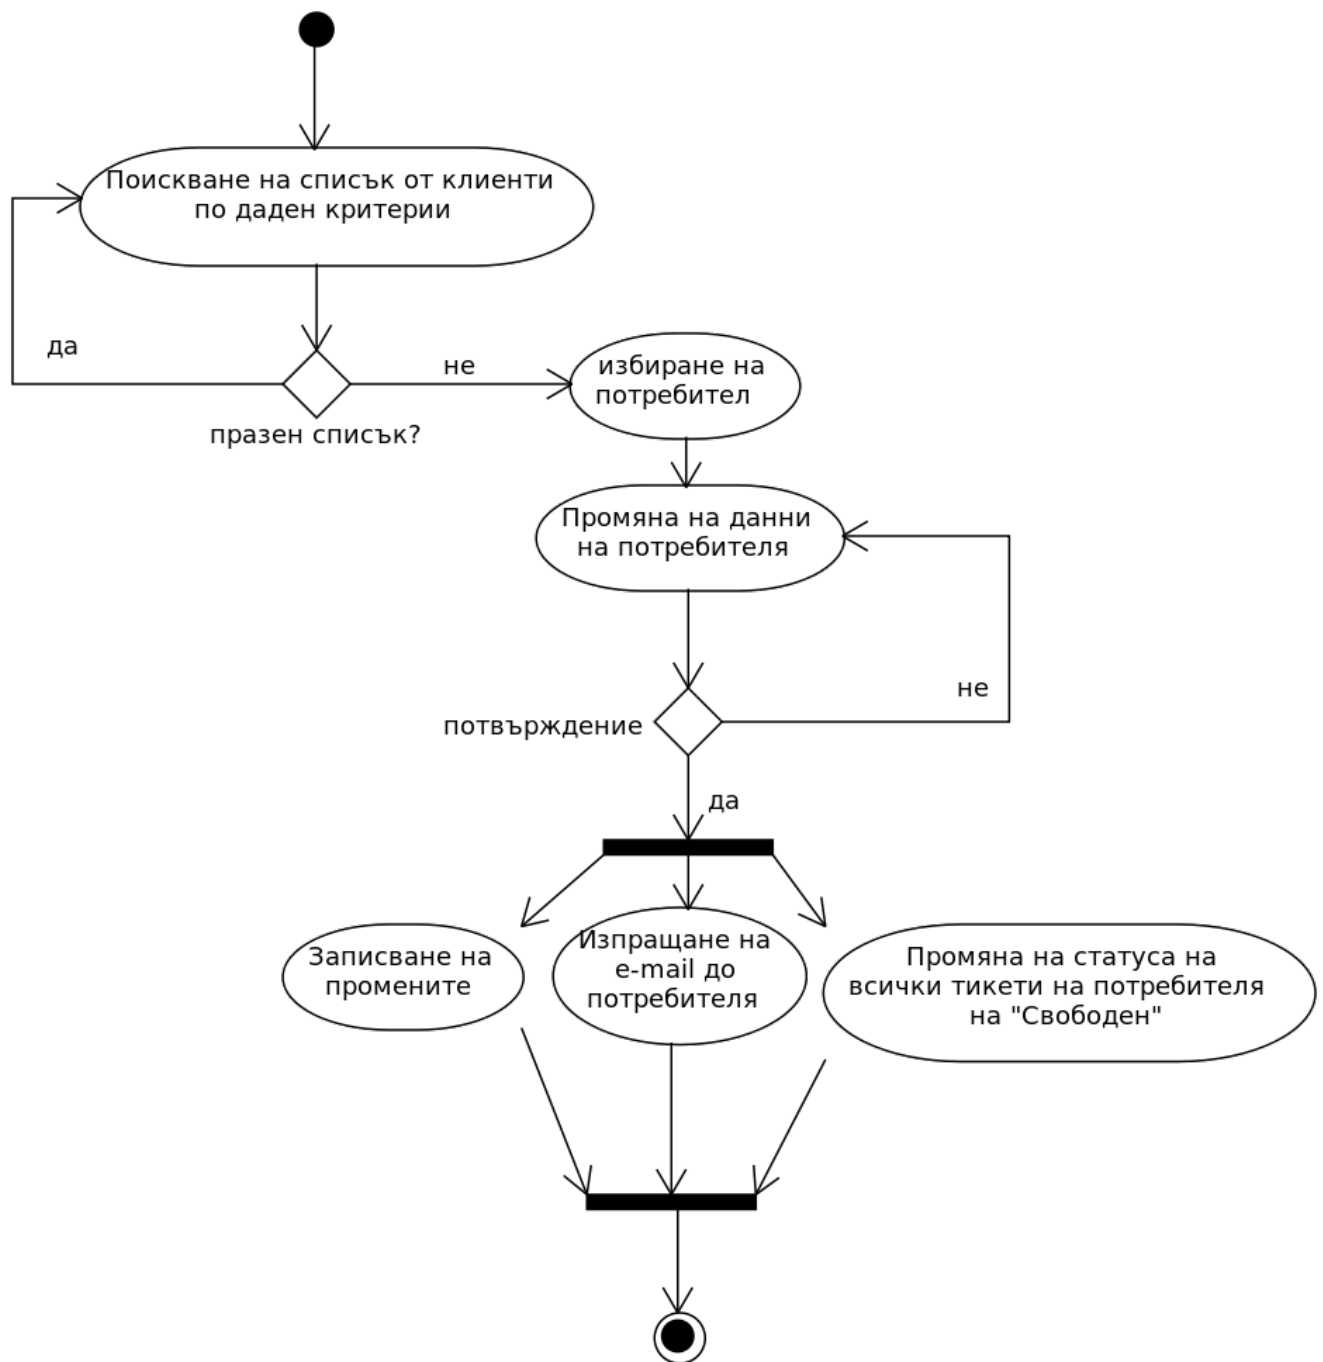 Поискване на списък от клиенти
по даден критерии
да
не
празен списък?
избиране на
потребител
Промяна на данни
на потребителя
не
потвърждение
да
Записване на
промените
Изпращане на
e-mail до
потребителя
Промяна на статуса на
всички тикети на потребителя
на "Свободен"